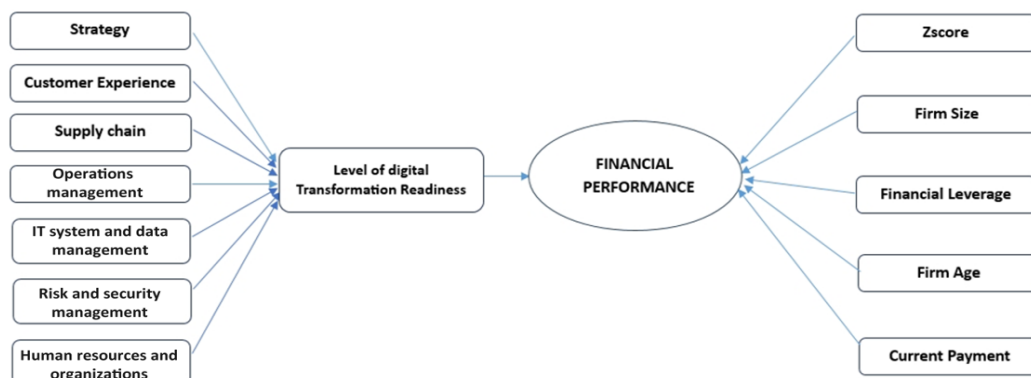 Strategy
Customer Experience
Supply chain
Operations
management
IT system and data
management
Risk and security
management
Human resources and
organizations
Level of digital
Transformation Readiness
FINANCIAL
PERFORMANCE
Zscore
Firm Size
Financial Leverage
Firm Age
Current Payment